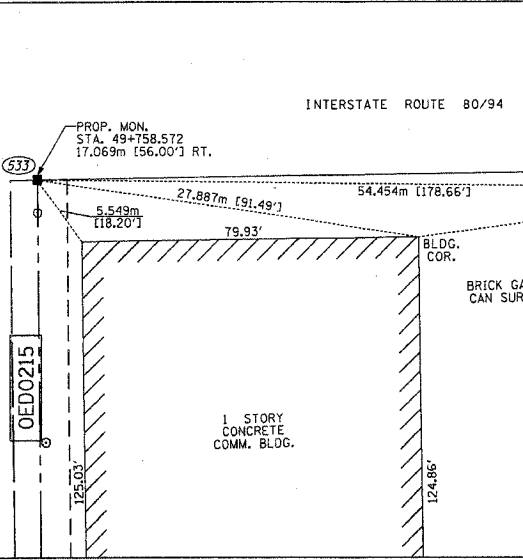 INTERSTATE ROUTE 80/94
PROP. MON.
STA. 49+758.572
17.069m [56.00'] RT.
533
27.887m [91.49']
54.454m [178.66']
5.549m
[18.20']
79.93'
BLDG.
COR.
BRICK GA
CAN SUR
OED0215
1 STORY
CONCRETE
COMM. BLDG.
125.03'
124.86'